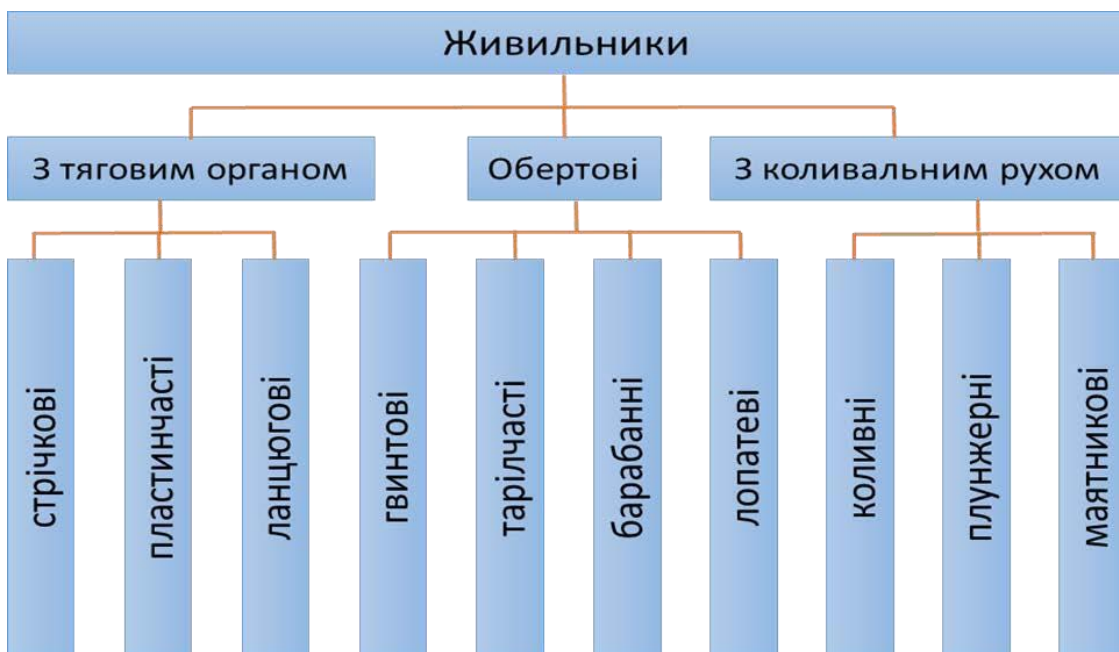 Живильники
З тяговим органом
Обертові
З коливальним рухом
стрічкові
пластинчасті
ланцюгові
гвинтові
тарілчасті
барабанні
лопатеві
коливні
плунжерні
маятникові